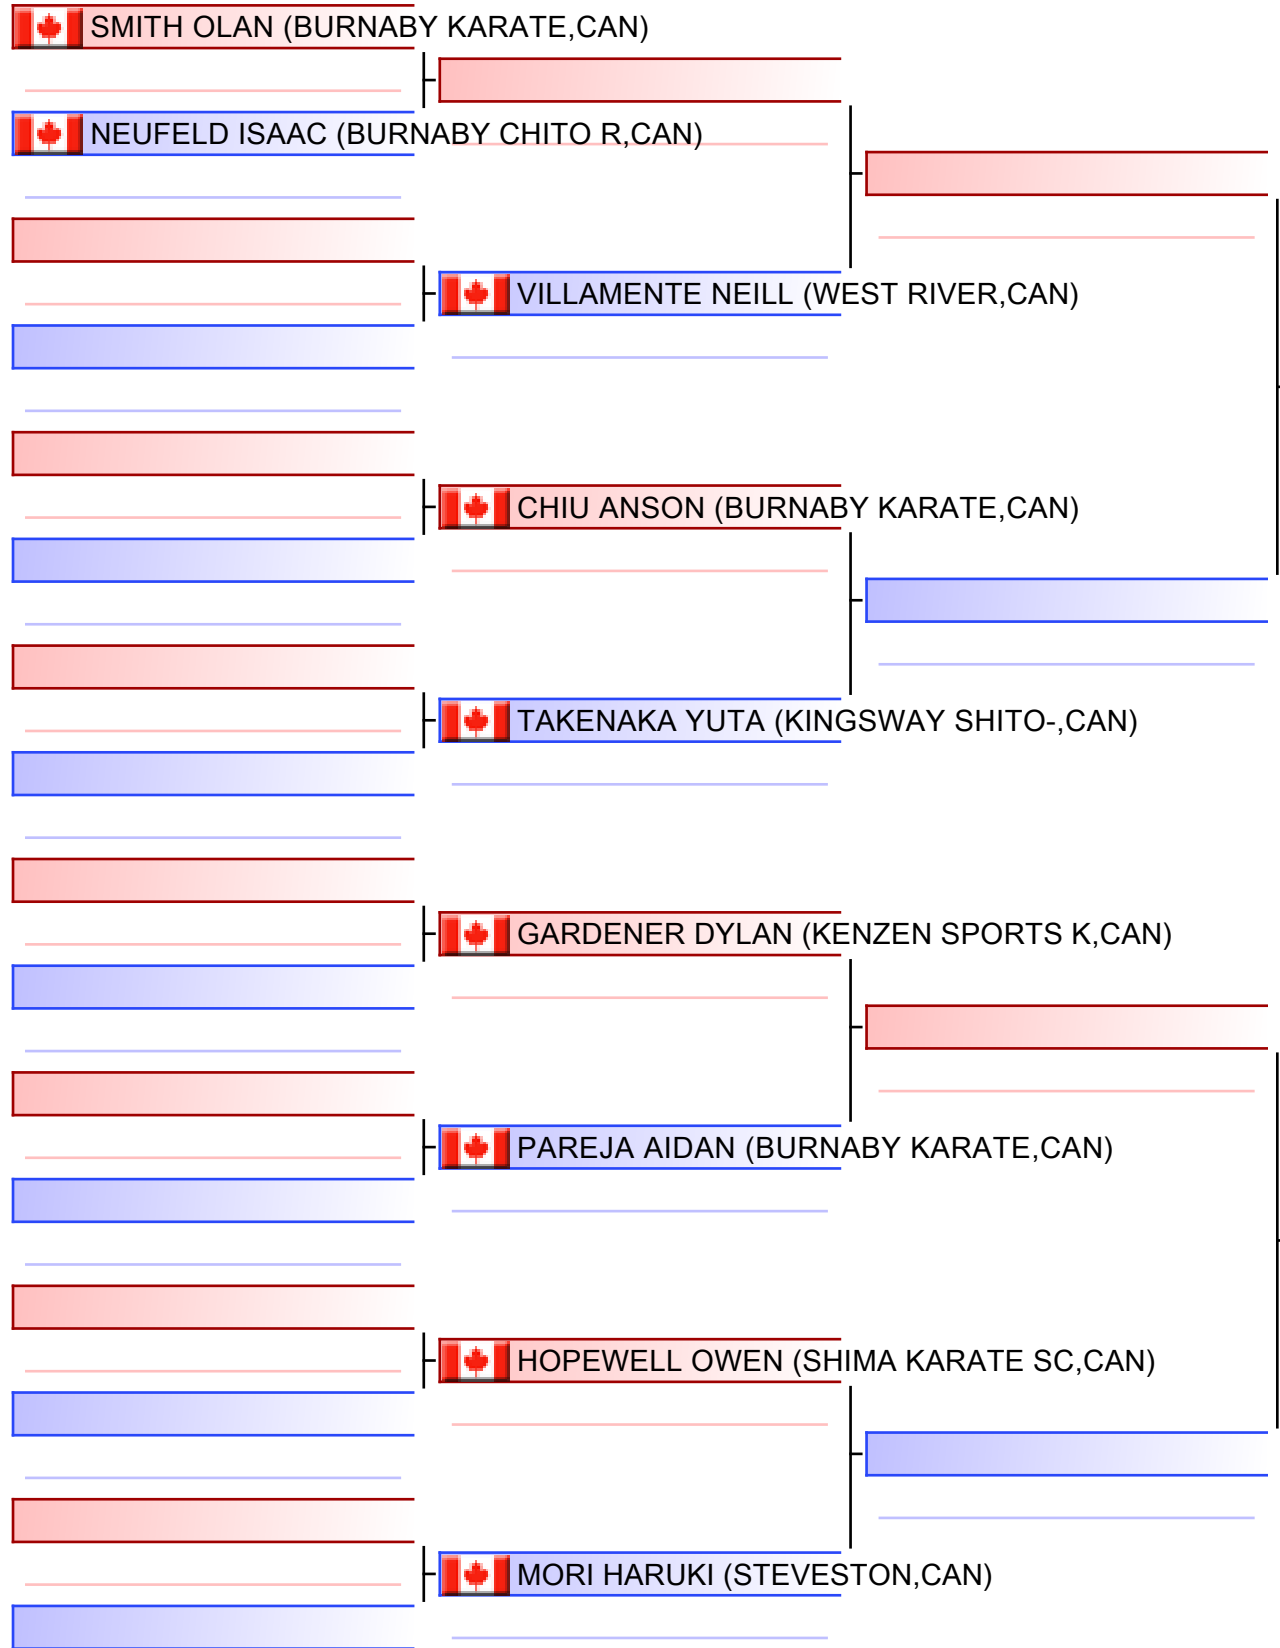 SMITH OLAN (BURNABY KARATE,CAN)
NEUFELD ISAAC (BURNABY CHITO R,CAN)
VILLAMENTE NEILL (WEST RIVER,CAN)
CHIU ANSON (BURNABY KARATE,CAN)
TAKENAKA YUTA (KINGSWAY SHITO-,CAN)
GARDENER DYLAN (KENZEN SPORTS K,CAN)
PAREJA AIDAN (BURNABY KARATE,CAN)
HOPEWELL OWEN (SHIMA KARATE SC,CAN)
MORI HARUKI (STEVESTON,CAN)